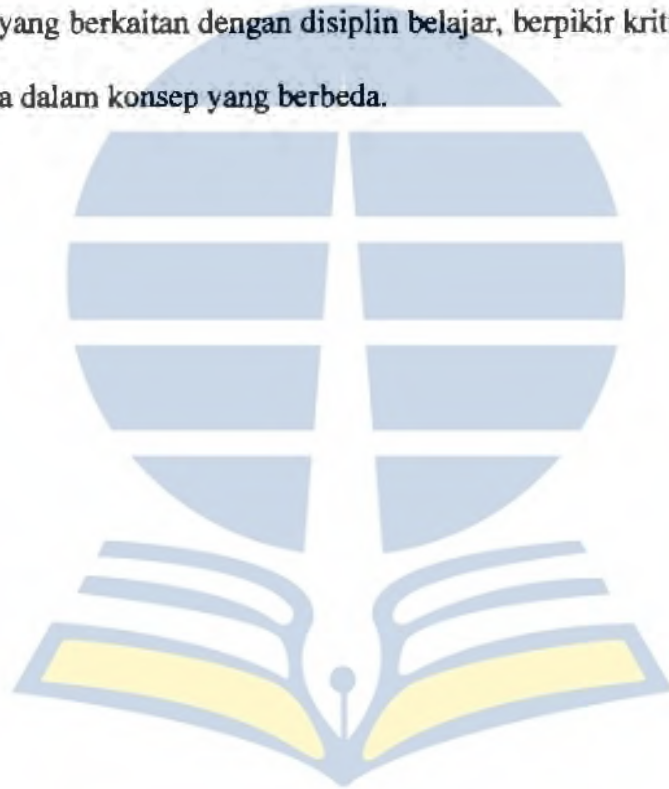 yang berkaitan dengan disiplin belajar, berpikir krit
a dalam konsep yang berbeda.